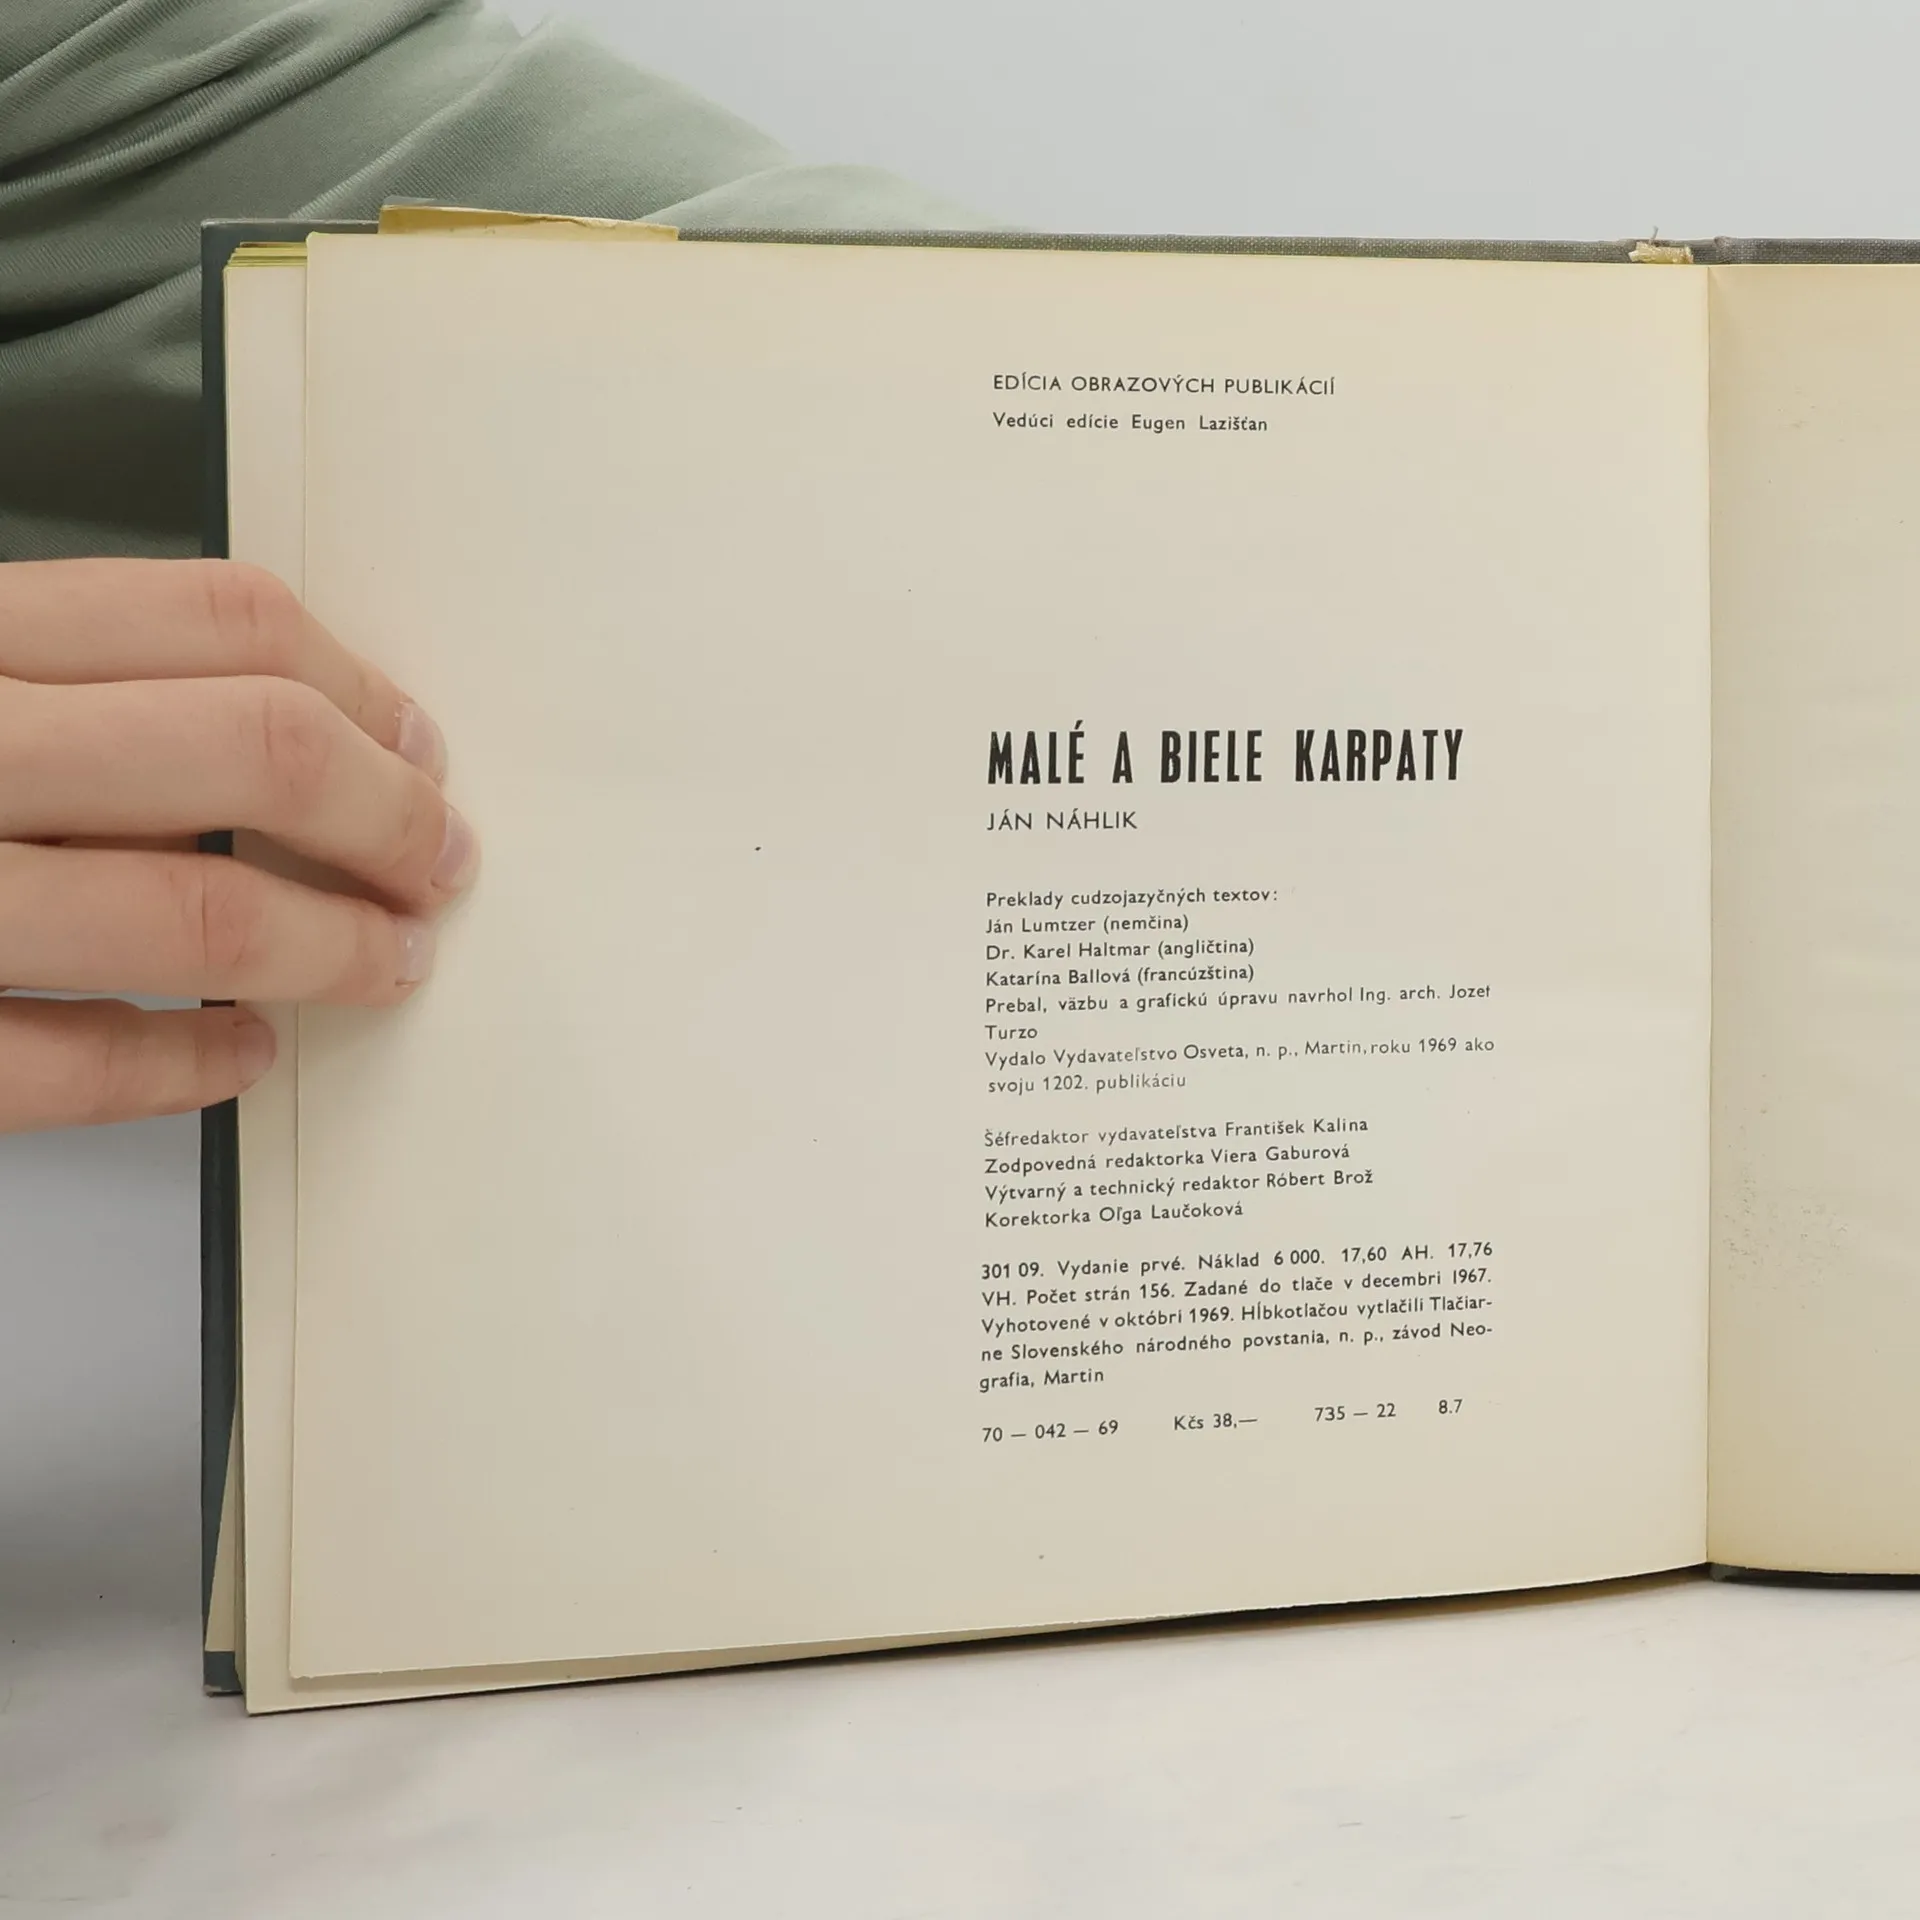 EDÍCIA OBRAZOVÝCH PUBLIKÁCIÍ
Vedúci edície Eugen Lazišťan
MALÉ A BIELE KARPATY
JÁN NÁHLIK
Preklady cudzojazyčných textov:
Ján Lumtzer (nemčina)
Dr. Karel Haltmar (angličtina)
Katarína Ballová (francúzština)
Prebal, väzbu a grafickú úpravu navrhol Ing. arch. Jozef
Turzo
Vydalo Vydavateľstvo Osveta, n. p., Martin, roku 1969 ako
svoju 1202. publikáciu
Šéfredaktor vydavateľstva František Kalina
Zodpovedná redaktorka Viera Gaburová
Výtvarný a technický redaktor Róbert Brož
Korektorka Oľga Laučoková
301 09. Vydanie prvé. Náklad 6 000. 17,60 AH. 17,76
VH. Počet strán 156. Zadané do tlače v decembri 1967.
Vyhotovené v októbri 1969. Hĺbkotlačou vytlačili Tlačiar-
ne Slovenského národného povstania, n. p., závod Neo-
grafia, Martin
70 — 042 — 69 Kčs 38,— 735 — 22 8.7